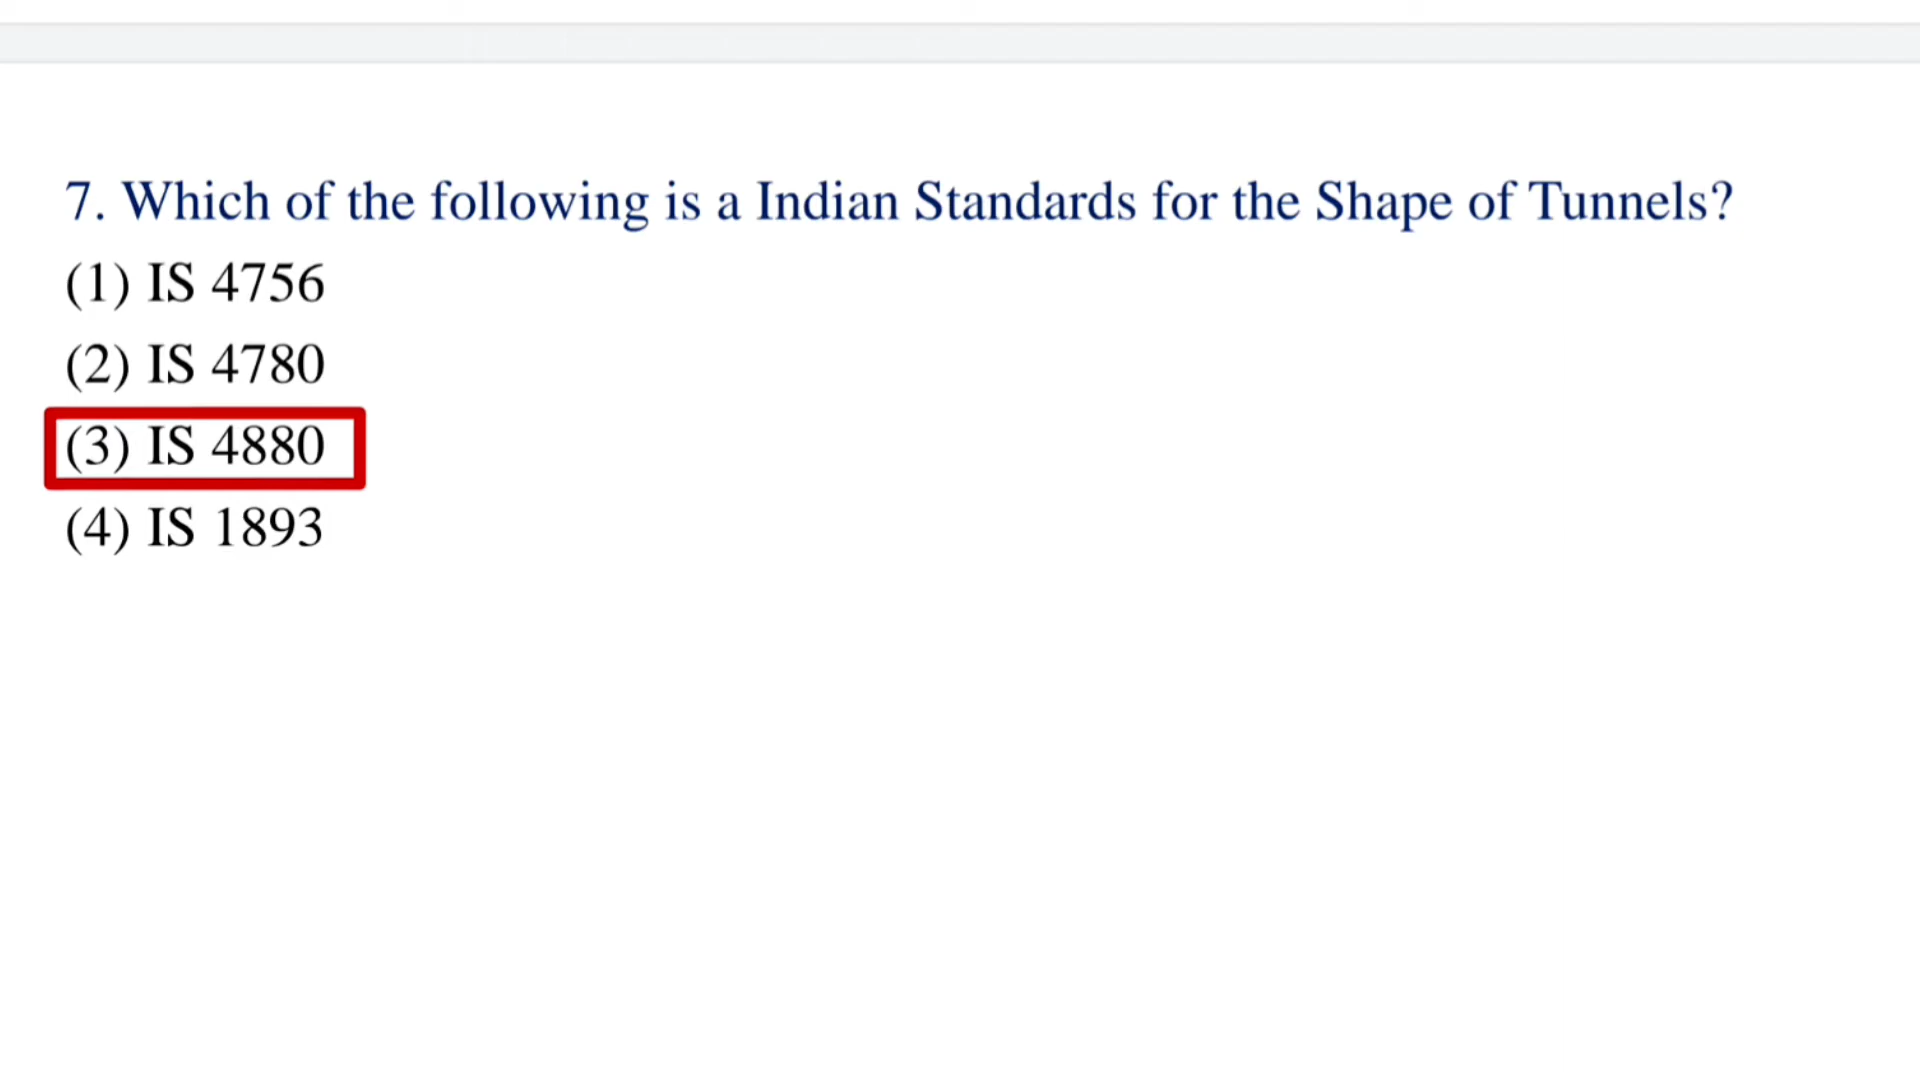 7. Which of the following is a Indian Standards for the Shape of Tunnels?
(1) IS 4756
(2) IS 4780
(3) IS 4880
(4) IS 1893